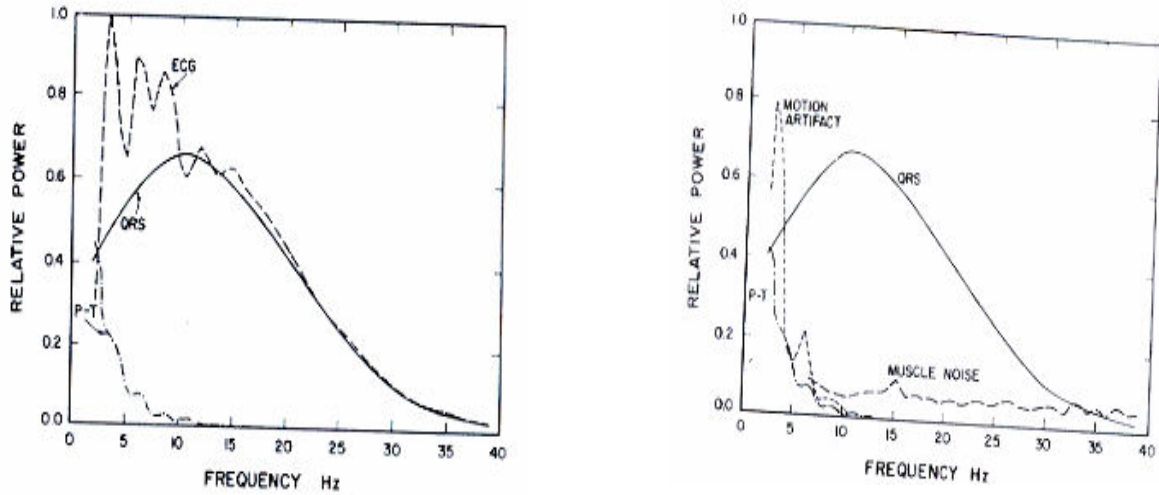 1.0
0.8
0.6
0.4
0.2
0.0
RELATIVE POWER
ECG
QRS
P-T
0 5 10 15 20 25 30 35 40
FREQUENCY Hz
1.0
0.8
0.6
0.4
0.2
0.0
RELATIVE POWER
MOTION
ARTIFACT
QRS
P-T
MUSCLE NOISE
0 5 10 15 20 25 30 35 40
FREQUENCY Hz